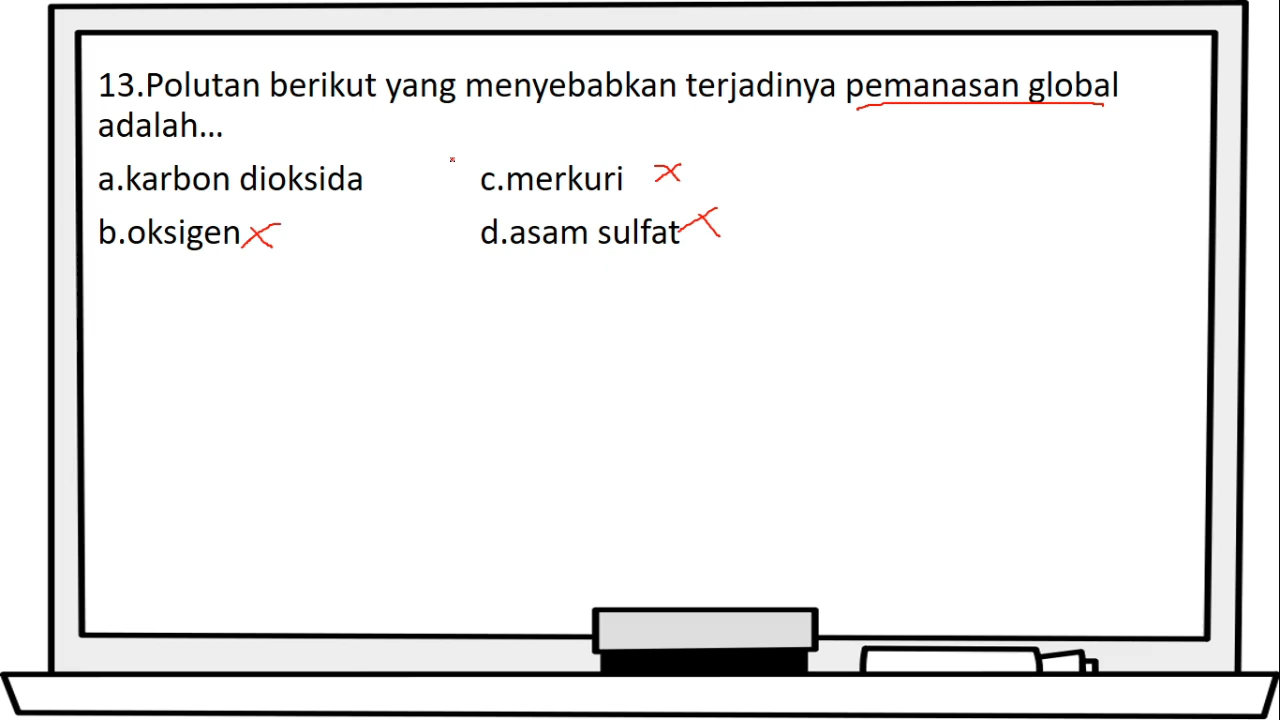 13.Polutan berikut yang menyebabkan terjadinya pemanasan global
adalah...
a.karbon dioksida c.merkuri
b.oksigen d.asam sulfat